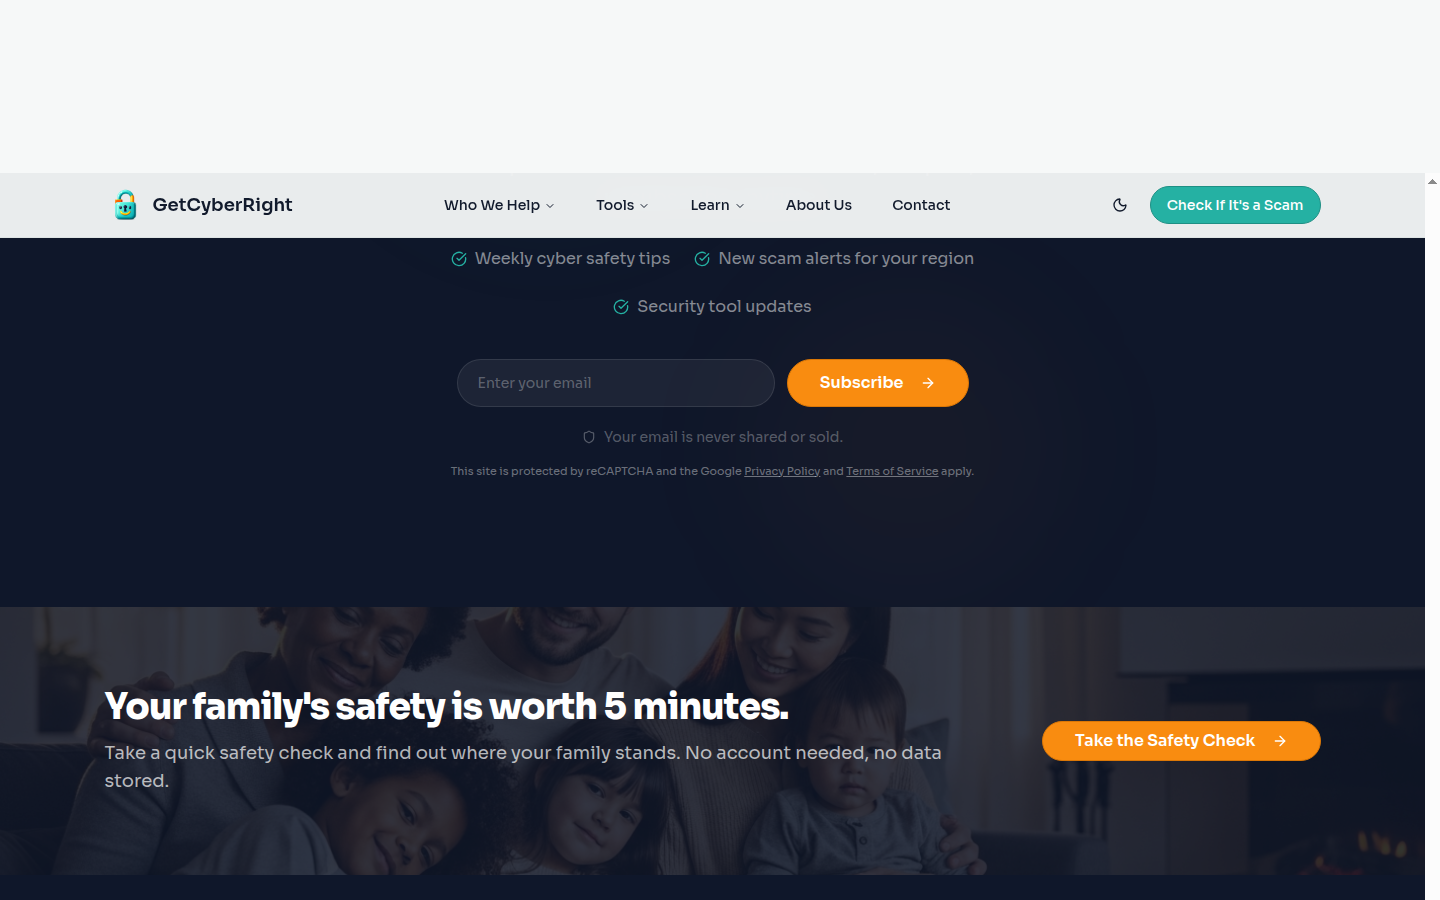 GetCyberRight
Who We Help
Tools
Learn
About Us
Contact
Check If It's a Scam
Weekly cyber safety tips
New scam alerts for your region
Security tool updates
Enter your email
Subscribe
Your email is never shared or sold.
This site is protected by reCAPTCHA and the Google Privacy Policy and Terms of Service apply.
Your family's safety is worth 5 minutes.
Take a quick safety check and find out where your family stands. No account needed, no data
stored.
Take the Safety Check